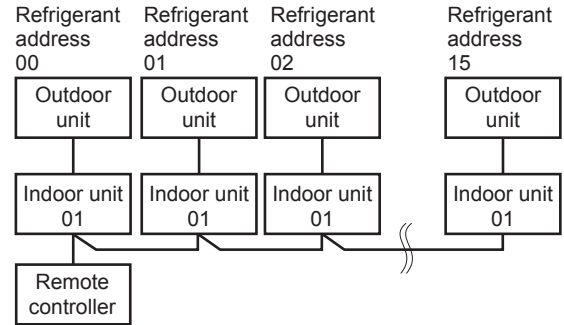 Refrigerant
address
00
Refrigerant
address
01
Refrigerant
address
02
Refrigerant
address
15
Outdoor
unit
Outdoor
unit
Outdoor
unit
Outdoor
unit
Indoor unit
01
Indoor unit
01
Indoor unit
01
Indoor unit
01
Remote
controller